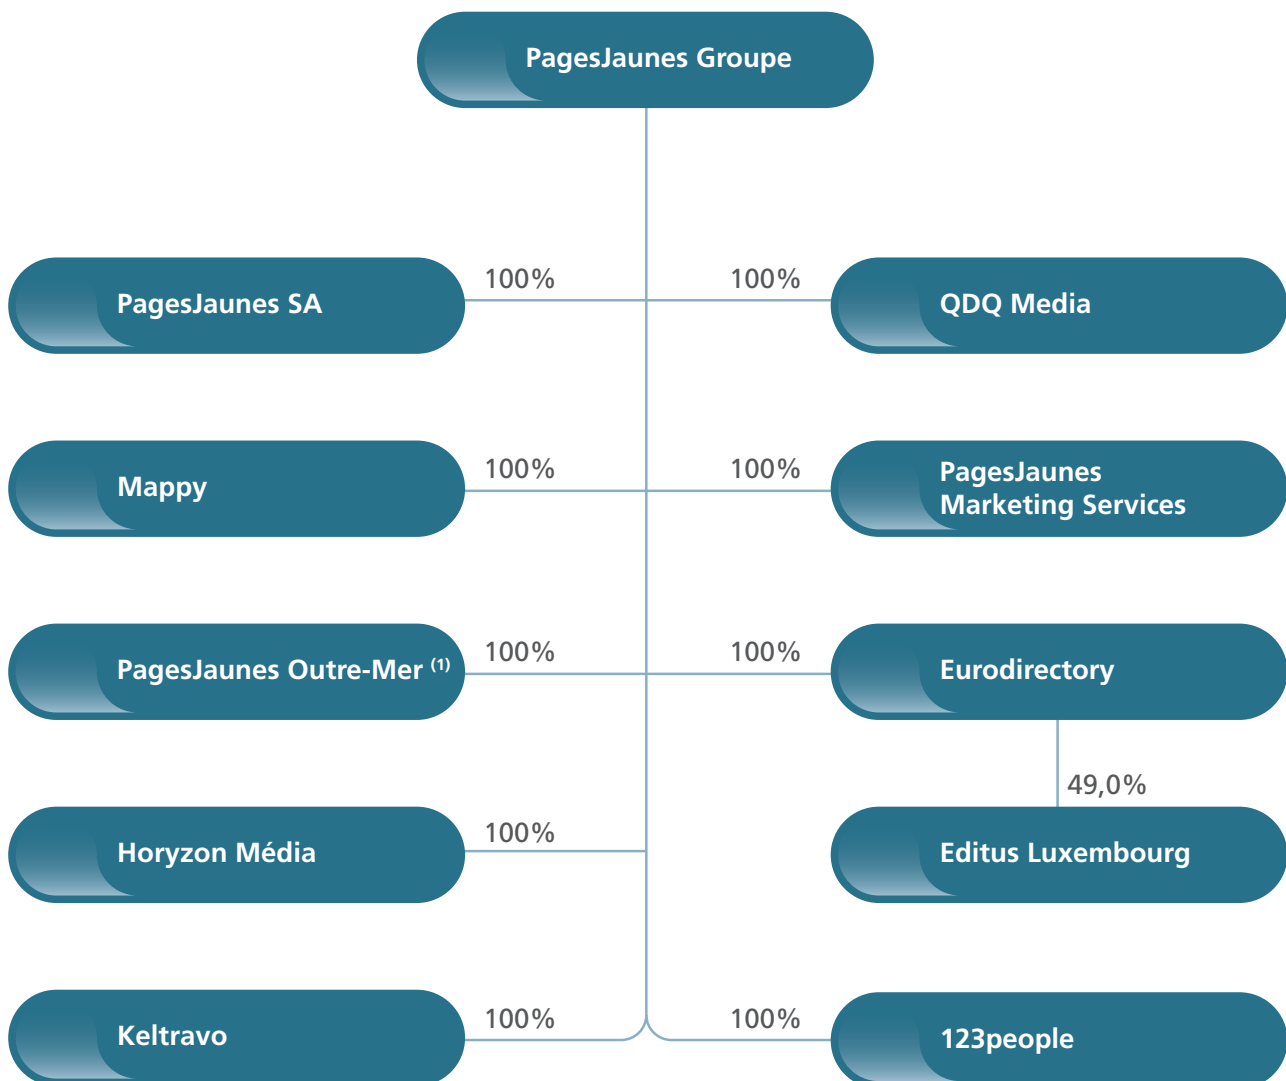 PagesJaunes Groupe
PagesJaunes SA
100%
100%
QDQ Media
Mappy
100%
100%
PagesJaunes
Marketing Services
PagesJaunes Outre-Mer (1)
100%
100%
Eurodirectory
49,0%
Horyzon Média
100%
Editus Luxembourg
Keltravo
100%
100%
123people